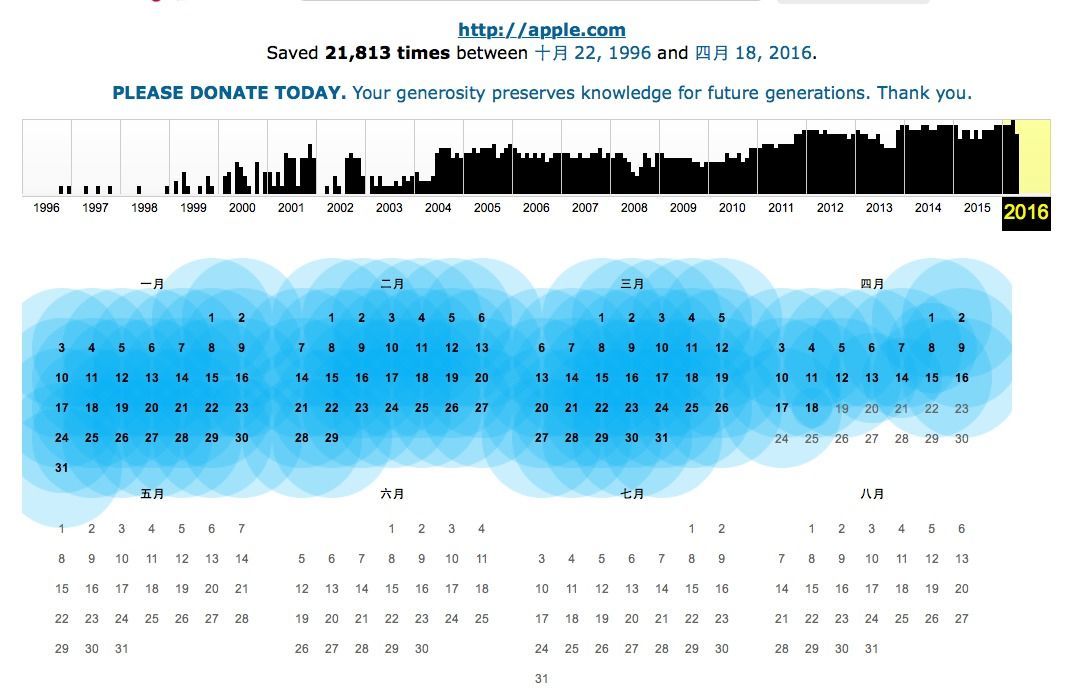 http://apple.com
Saved 21,813 times between 十月 22, 1996 and 四月 18, 2016.
PLEASE DONATE TODAY. Your generosity preserves knowledge for future generations. Thank you.
1996 1997 1998 1999 2000 2001 2002 2003 2004 2005 2006 2007 2008 2009 2010 2011 2012 2013 2014 2015 2016
一月 二月 三月 四月
1 2 1 2 3 4 5 6 1 2 3 4 5 1 2
3 4 5 6 7 8 9 7 8 9 10 11 12 13 6 7 8 9 10 11 12 3 4 5 6 7 8 9
10 11 12 13 14 15 16 14 15 16 17 18 19 20 13 14 15 16 17 18 19 10 11 12 13 14 15 16
17 18 19 20 21 22 23 21 22 23 24 25 26 27 20 21 22 23 24 25 26 17 18 19 20 21 22 23
24 25 26 27 28 29 30 28 29 27 28 29 30 31 24 25 26 27 28 29 30
31
五月 六月 七月 八月
1 2 3 4 5 6 7 1 2 3 4 1 2 1 2 3 4 5 6
8 9 10 11 12 13 14 5 6 7 8 9 10 11 3 4 5 6 7 8 9 7 8 9 10 11 12 13
15 16 17 18 19 20 21 12 13 14 15 16 17 18 10 11 12 13 14 15 16 14 15 16 17 18 19 20
22 23 24 25 26 27 28 19 20 21 22 23 24 25 17 18 19 20 21 22 23 21 22 23 24 25 26 27
29 30 31 26 27 28 29 30 24 25 26 27 28 29 30 28 29 30 31
31